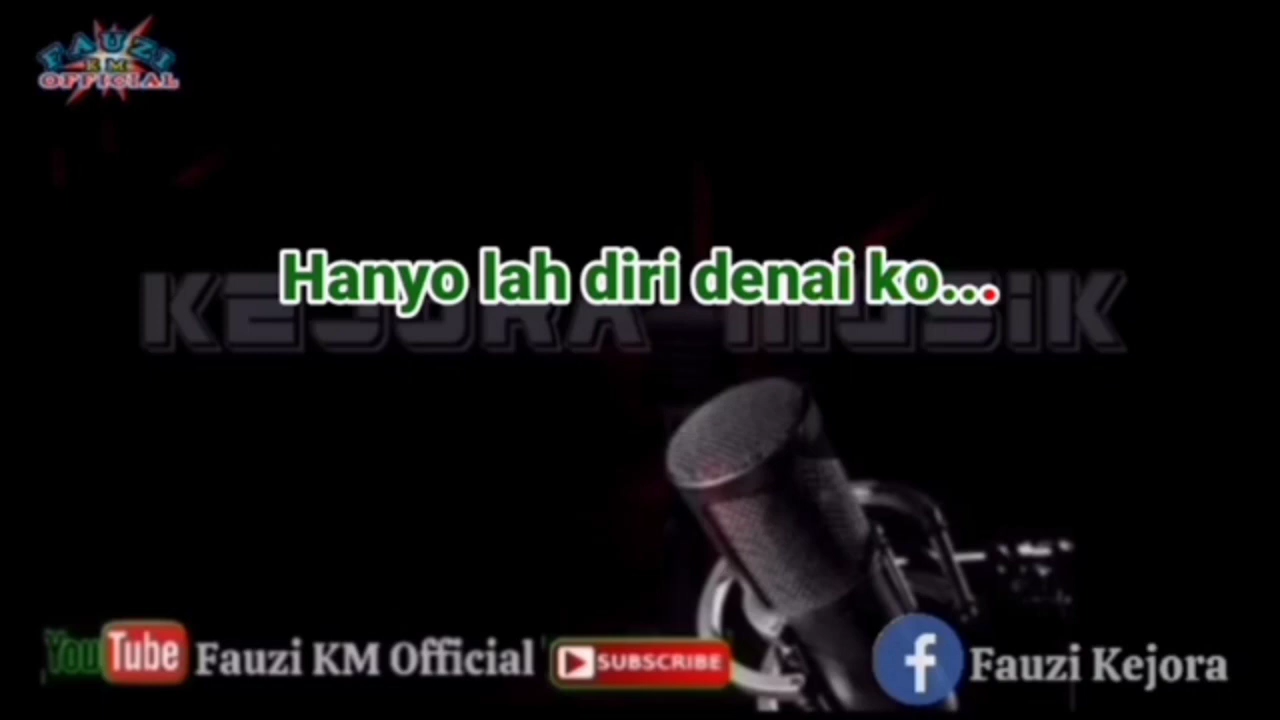 FAUZI
KM
OFFICIAL
Hanyo lah diri denai ko...
KEJORA MUSIK
YouTube Fauzi KM Official SUBSCRIBE f Fauzi Kejora